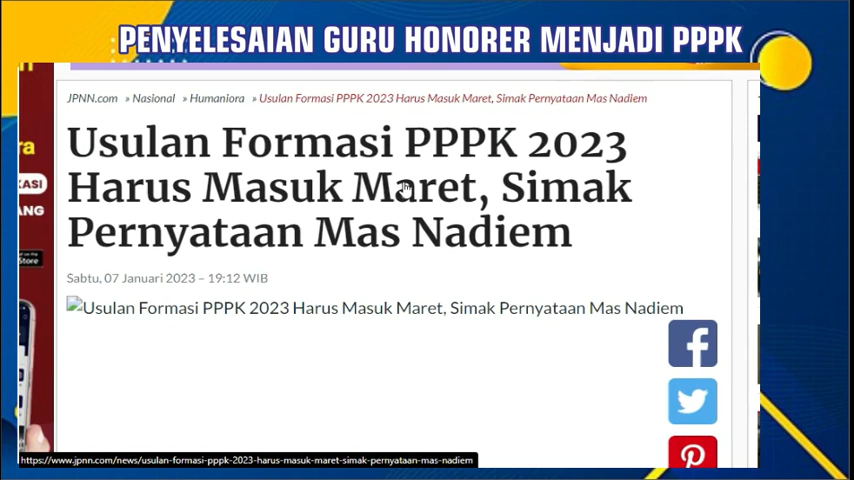 PENYELESAIAN GURU HONORER MENJADI PPPK
JPNN.com » Nasional » Humaniora » Usulan Formasi PPPK 2023 Harus Masuk Maret, Simak Pernyataan Mas Nadiem
Usulan Formasi PPPK 2023
Harus Masuk Maret, Simak
Pernyataan Mas Nadiem
Sabtu, 07 Januari 2023 – 19:12 WIB
Usulan Formasi PPPK 2023 Harus Masuk Maret, Simak Pernyataan Mas Nadiem
https://www.jpnn.com/news/usulan-formasi-pppk-2023-harus-masuk-maret-simak-pernyataan-mas-nadiem